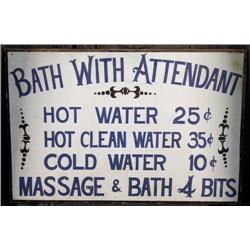 BATH WITH ATTENDANT
HOT WATER 25¢
HOT CLEAN WATER 35¢
COLD WATER 10¢
MASSAGE & BATH 4 BITS